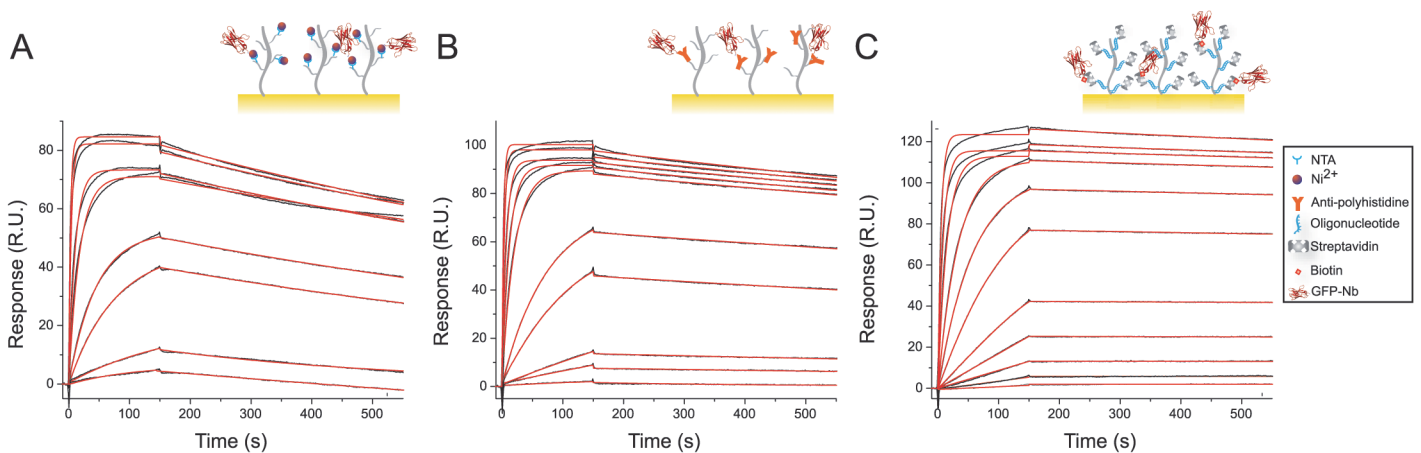 A
B
C
Response (R.U.)
80
60
40
20
0
0
100
200
300
400
500
Time (s)
Response (R.U.)
100
80
60
40
20
0
0
100
200
300
400
500
Time (s)
Response (R.U.)
120
100
80
60
40
20
0
0
100
200
300
400
500
Time (s)
NTA
Ni2+
Anti-polyhistidine
Oligonucleotide
Streptavidin
Biotin
GFP-Nb